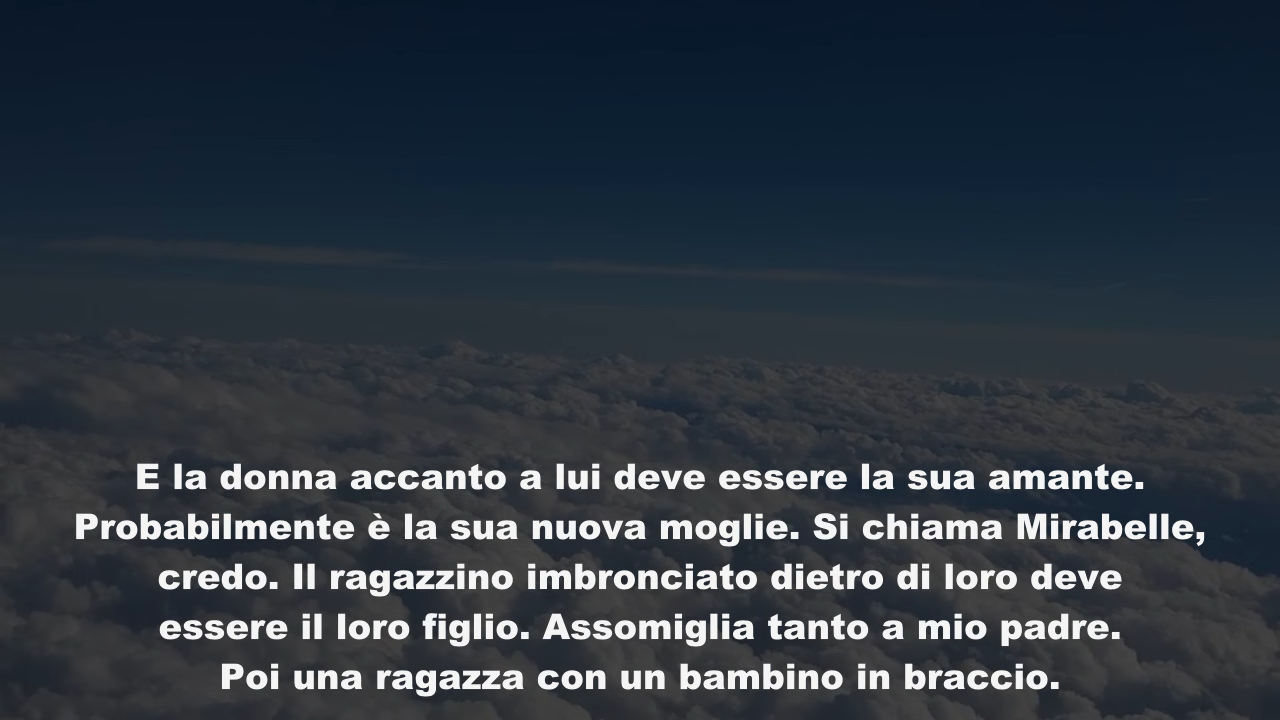 E la donna accanto a lui deve essere la sua amante.
Probabilmente è la sua nuova moglie. Si chiama Mirabelle,
credo. Il ragazzino imbronciato dietro di loro deve
essere il loro figlio. Assomiglia tanto a mio padre.
Poi una ragazza con un bambino in braccio.